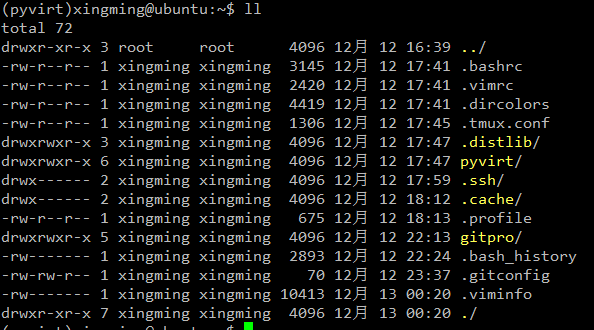 (pyvirt)xingming@ubuntu:~$ ll
total 72
drwxr-xr-x 3 root     root      4096 12月 12 16:39 ../
-rw-r--r-- 1 xingming xingming  3145 12月 12 17:41 .bashrc
-rw-r--r-- 1 xingming xingming  2420 12月 12 17:41 .vimrc
-rw-r--r-- 1 xingming xingming  4419 12月 12 17:41 .dircolors
-rw-r--r-- 1 xingming xingming  1306 12月 12 17:45 .tmux.conf
drwxrwxr-x 3 xingming xingming  4096 12月 12 17:47 .distlib/
drwxrwxr-x 6 xingming xingming  4096 12月 12 17:47 pyvirt/
drwx------ 2 xingming xingming  4096 12月 12 17:59 .ssh/
drwx------ 2 xingming xingming  4096 12月 12 18:12 .cache/
-rw-r--r-- 1 xingming xingming   675 12月 12 18:13 .profile
drwxrwxr-x 5 xingming xingming  4096 12月 12 22:13 gitpro/
-rw------- 1 xingming xingming  2893 12月 12 22:24 .bash_history
-rw-rw-r-- 1 xingming xingming    70 12月 12 23:37 .gitconfig
-rw------- 1 xingming xingming 10413 12月 13 00:20 .viminfo
drwxr-xr-x 7 xingming xingming  4096 12月 13 00:20 ./
(pyvirt)xingming@ubuntu:~$